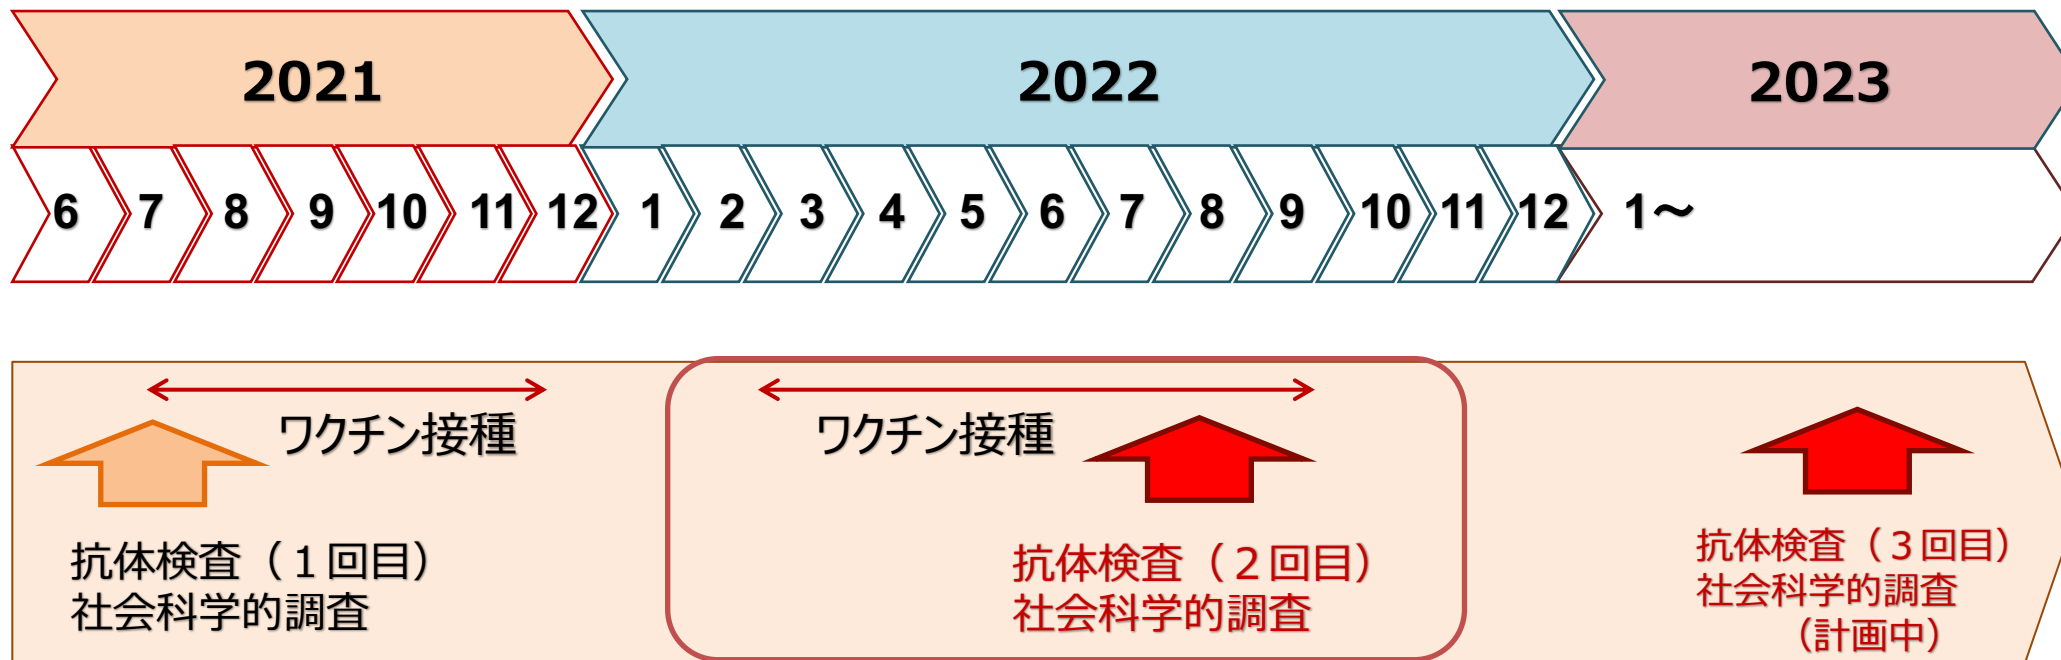 2021
2022
2023
6 7 8 9 10 11 12 1 2 3 4 5 6 7 8 9 10 11 12 1～
ワクチン接種
ワクチン接種
抗体検査（１回目）
社会科学的調査
抗体検査（２回目）
社会科学的調査
抗体検査（３回目）
社会科学的調査
（計画中）